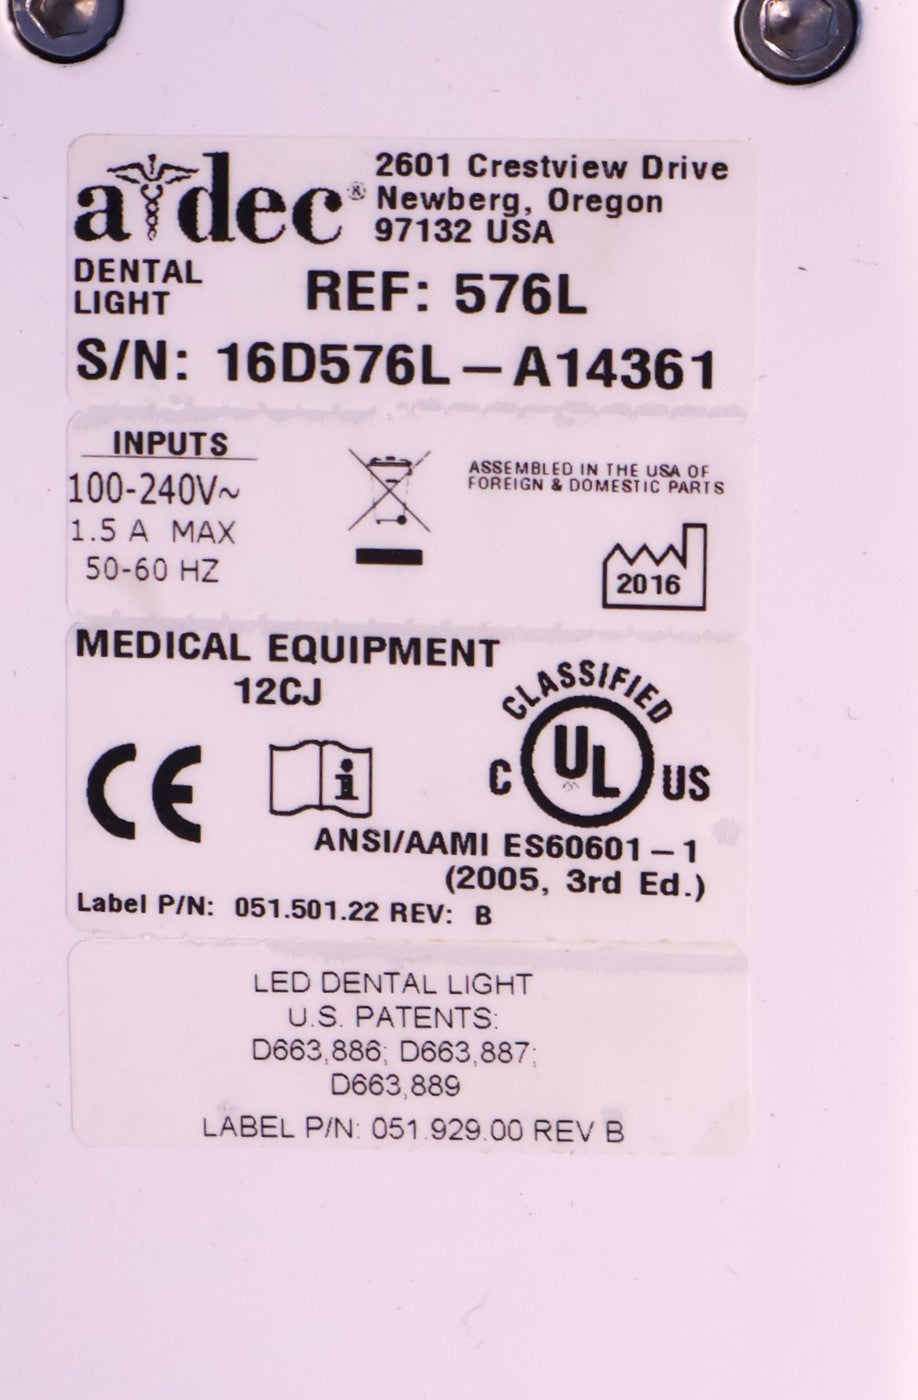 a dec®
2601 Crestview Drive
Newberg, Oregon
97132 USA
DENTAL
LIGHT
REF: 576L
S/N: 16D576L-A14361
INPUTS
100-240V~
1.5 A MAX
50-60 HZ
ASSEMBLED IN THE USA OF
FOREIGN & DOMESTIC PARTS
2016
MEDICAL EQUIPMENT
12CJ
CE
i
CLASSIFIED
C UL US
ANSI/AAMI ES60601-1
(2005, 3rd Ed.)
Label P/N: 051.501.22 REV: B
LED DENTAL LIGHT
U.S. PATENTS:
D663,886; D663,887;
D663,889
LABEL P/N: 051.929.00 REV B